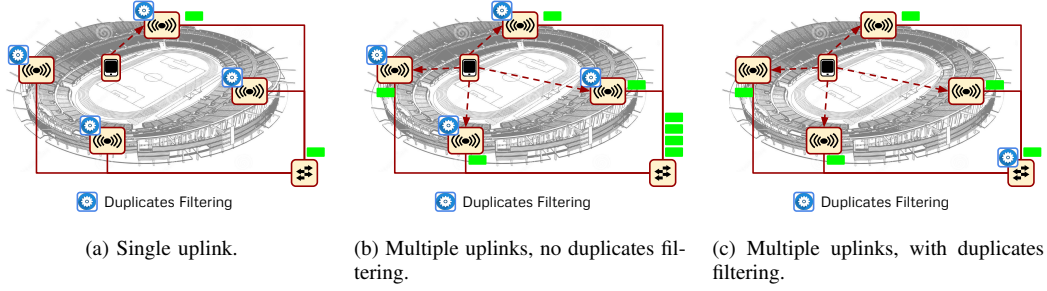 Duplicates Filtering
Duplicates Filtering
Duplicates Filtering
(a) Single uplink.
(b) Multiple uplinks, no duplicates fil-
tering.
(c) Multiple uplinks, with duplicates
filtering.